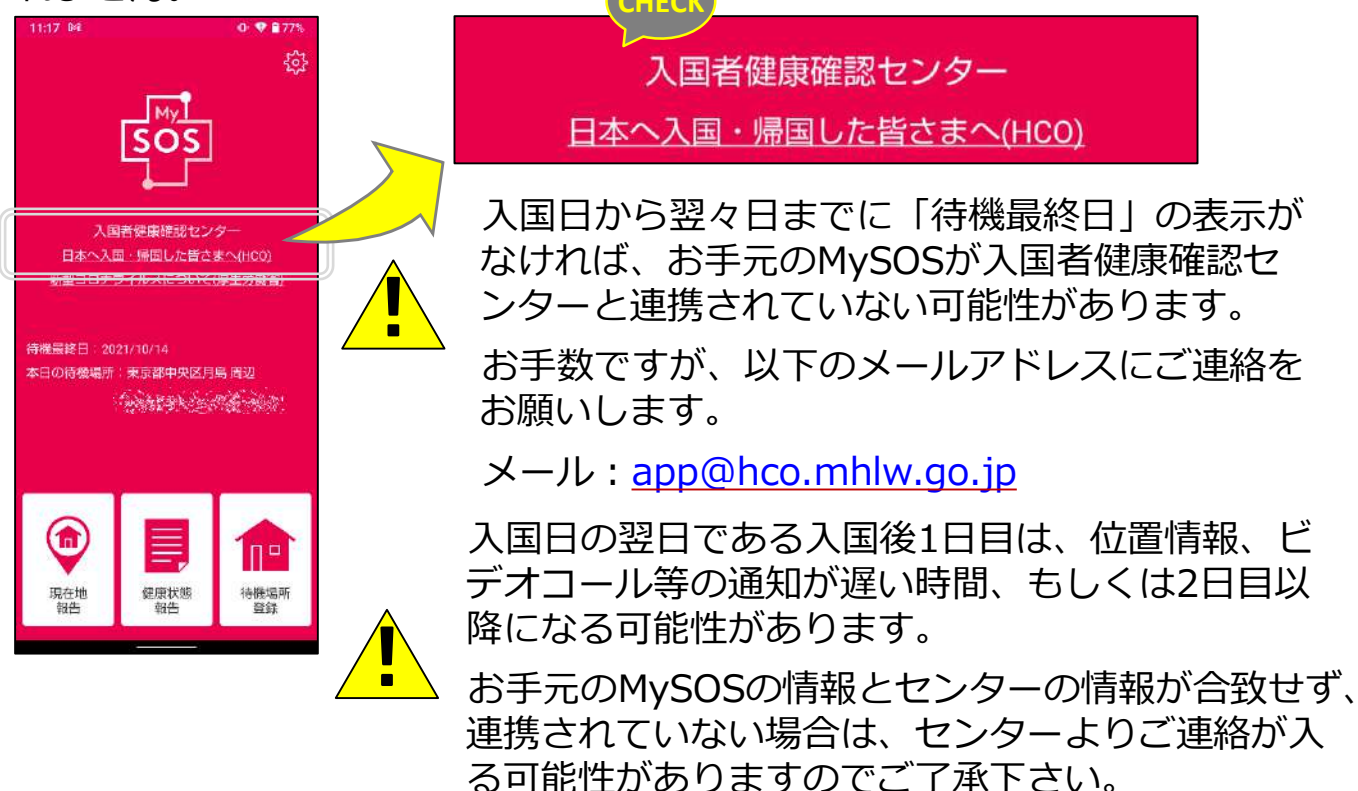 CHECK
11:17
77%
My
SOS
入国者健康確認センター
日本へ入国・帰国した皆さまへ(HCO)
待機最終日：2021/10/14
本日の待機場所：東京都中央区月島 周辺
現在地
報告
健康状態
報告
待機場所
登録
入国者健康確認センター
日本へ入国・帰国した皆さまへ(HCO)
入国日から翌々日までに「待機最終日」の表示が
なければ、お手元のMySOSが入国者健康確認セ
ンターと連携されていない可能性があります。
お手数ですが、以下のメールアドレスにご連絡を
お願いします。
メール：app@hco.mhlw.go.jp
入国日の翌日である入国後1日目は、位置情報、ビ
デオコール等の通知が遅い時間、もしくは2日目以
降になる可能性があります。
お手元のMySOSの情報とセンターの情報が合致せず、
連携されていない場合は、センターよりご連絡が入
る可能性がありますのでご了承下さい。